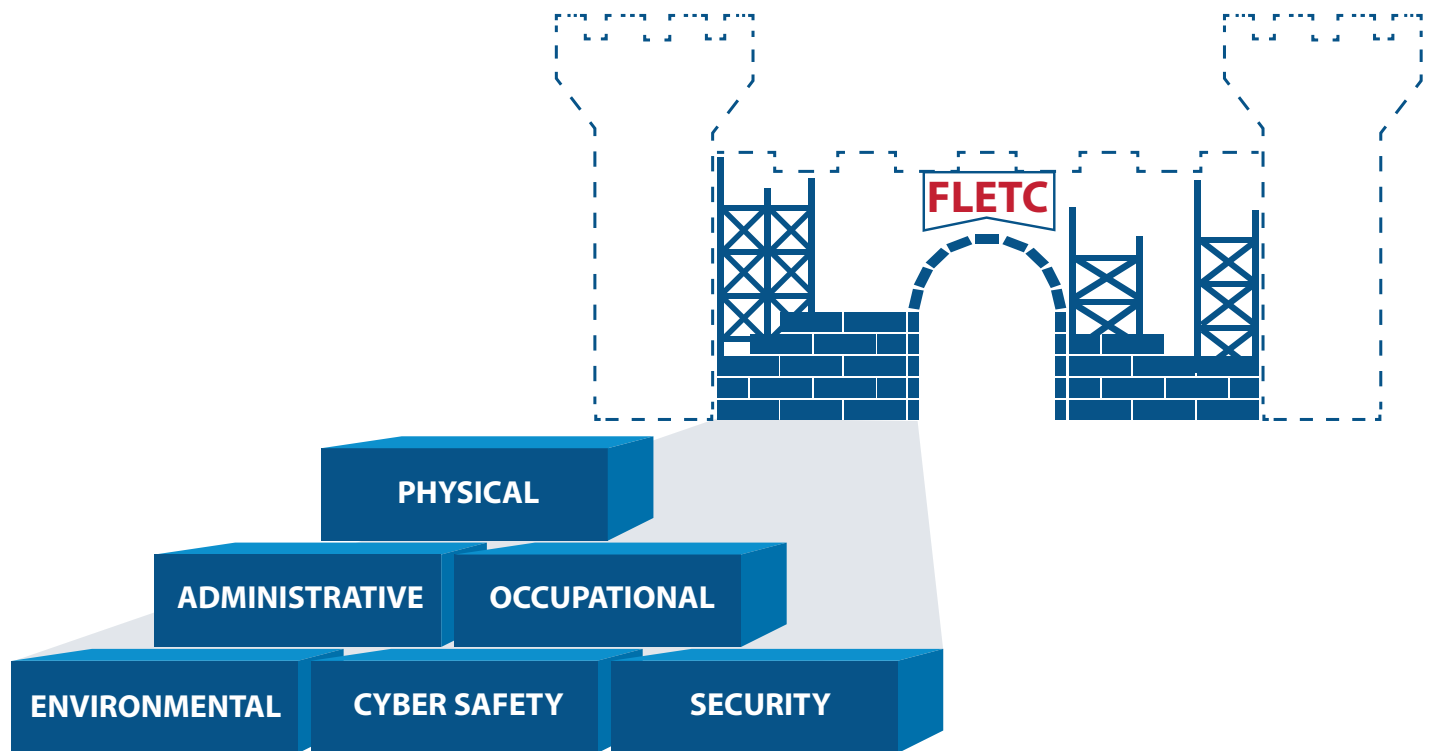 FLETC
PHYSICAL
ADMINISTRATIVE
OCCUPATIONAL
ENVIRONMENTAL
CYBER SAFETY
SECURITY